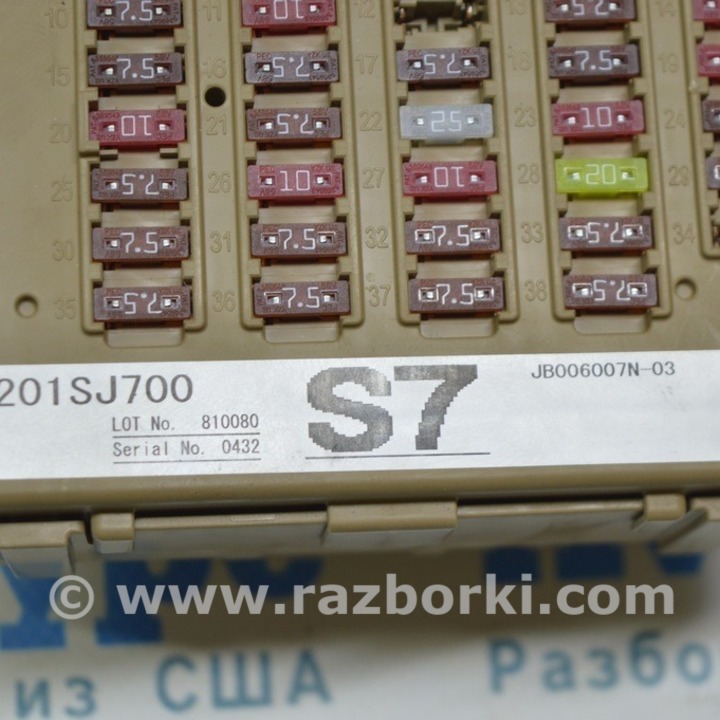 10 11 10 12 13 14
15 7.5 16 7.5 17 7.5 18 7.5 19
20 10 21 7.5 22 25 23 10 24
25 7.5 26 10 27 10 28 20 29
30 7.5 31 7.5 32 7.5 33 7.5 34
35 7.5 36 7.5 37 7.5 38 7.5
201SJ700
LOT No. 810080
Serial No. 0432
S7
JB006007N-03
© www.razborki.com
из США Разбо